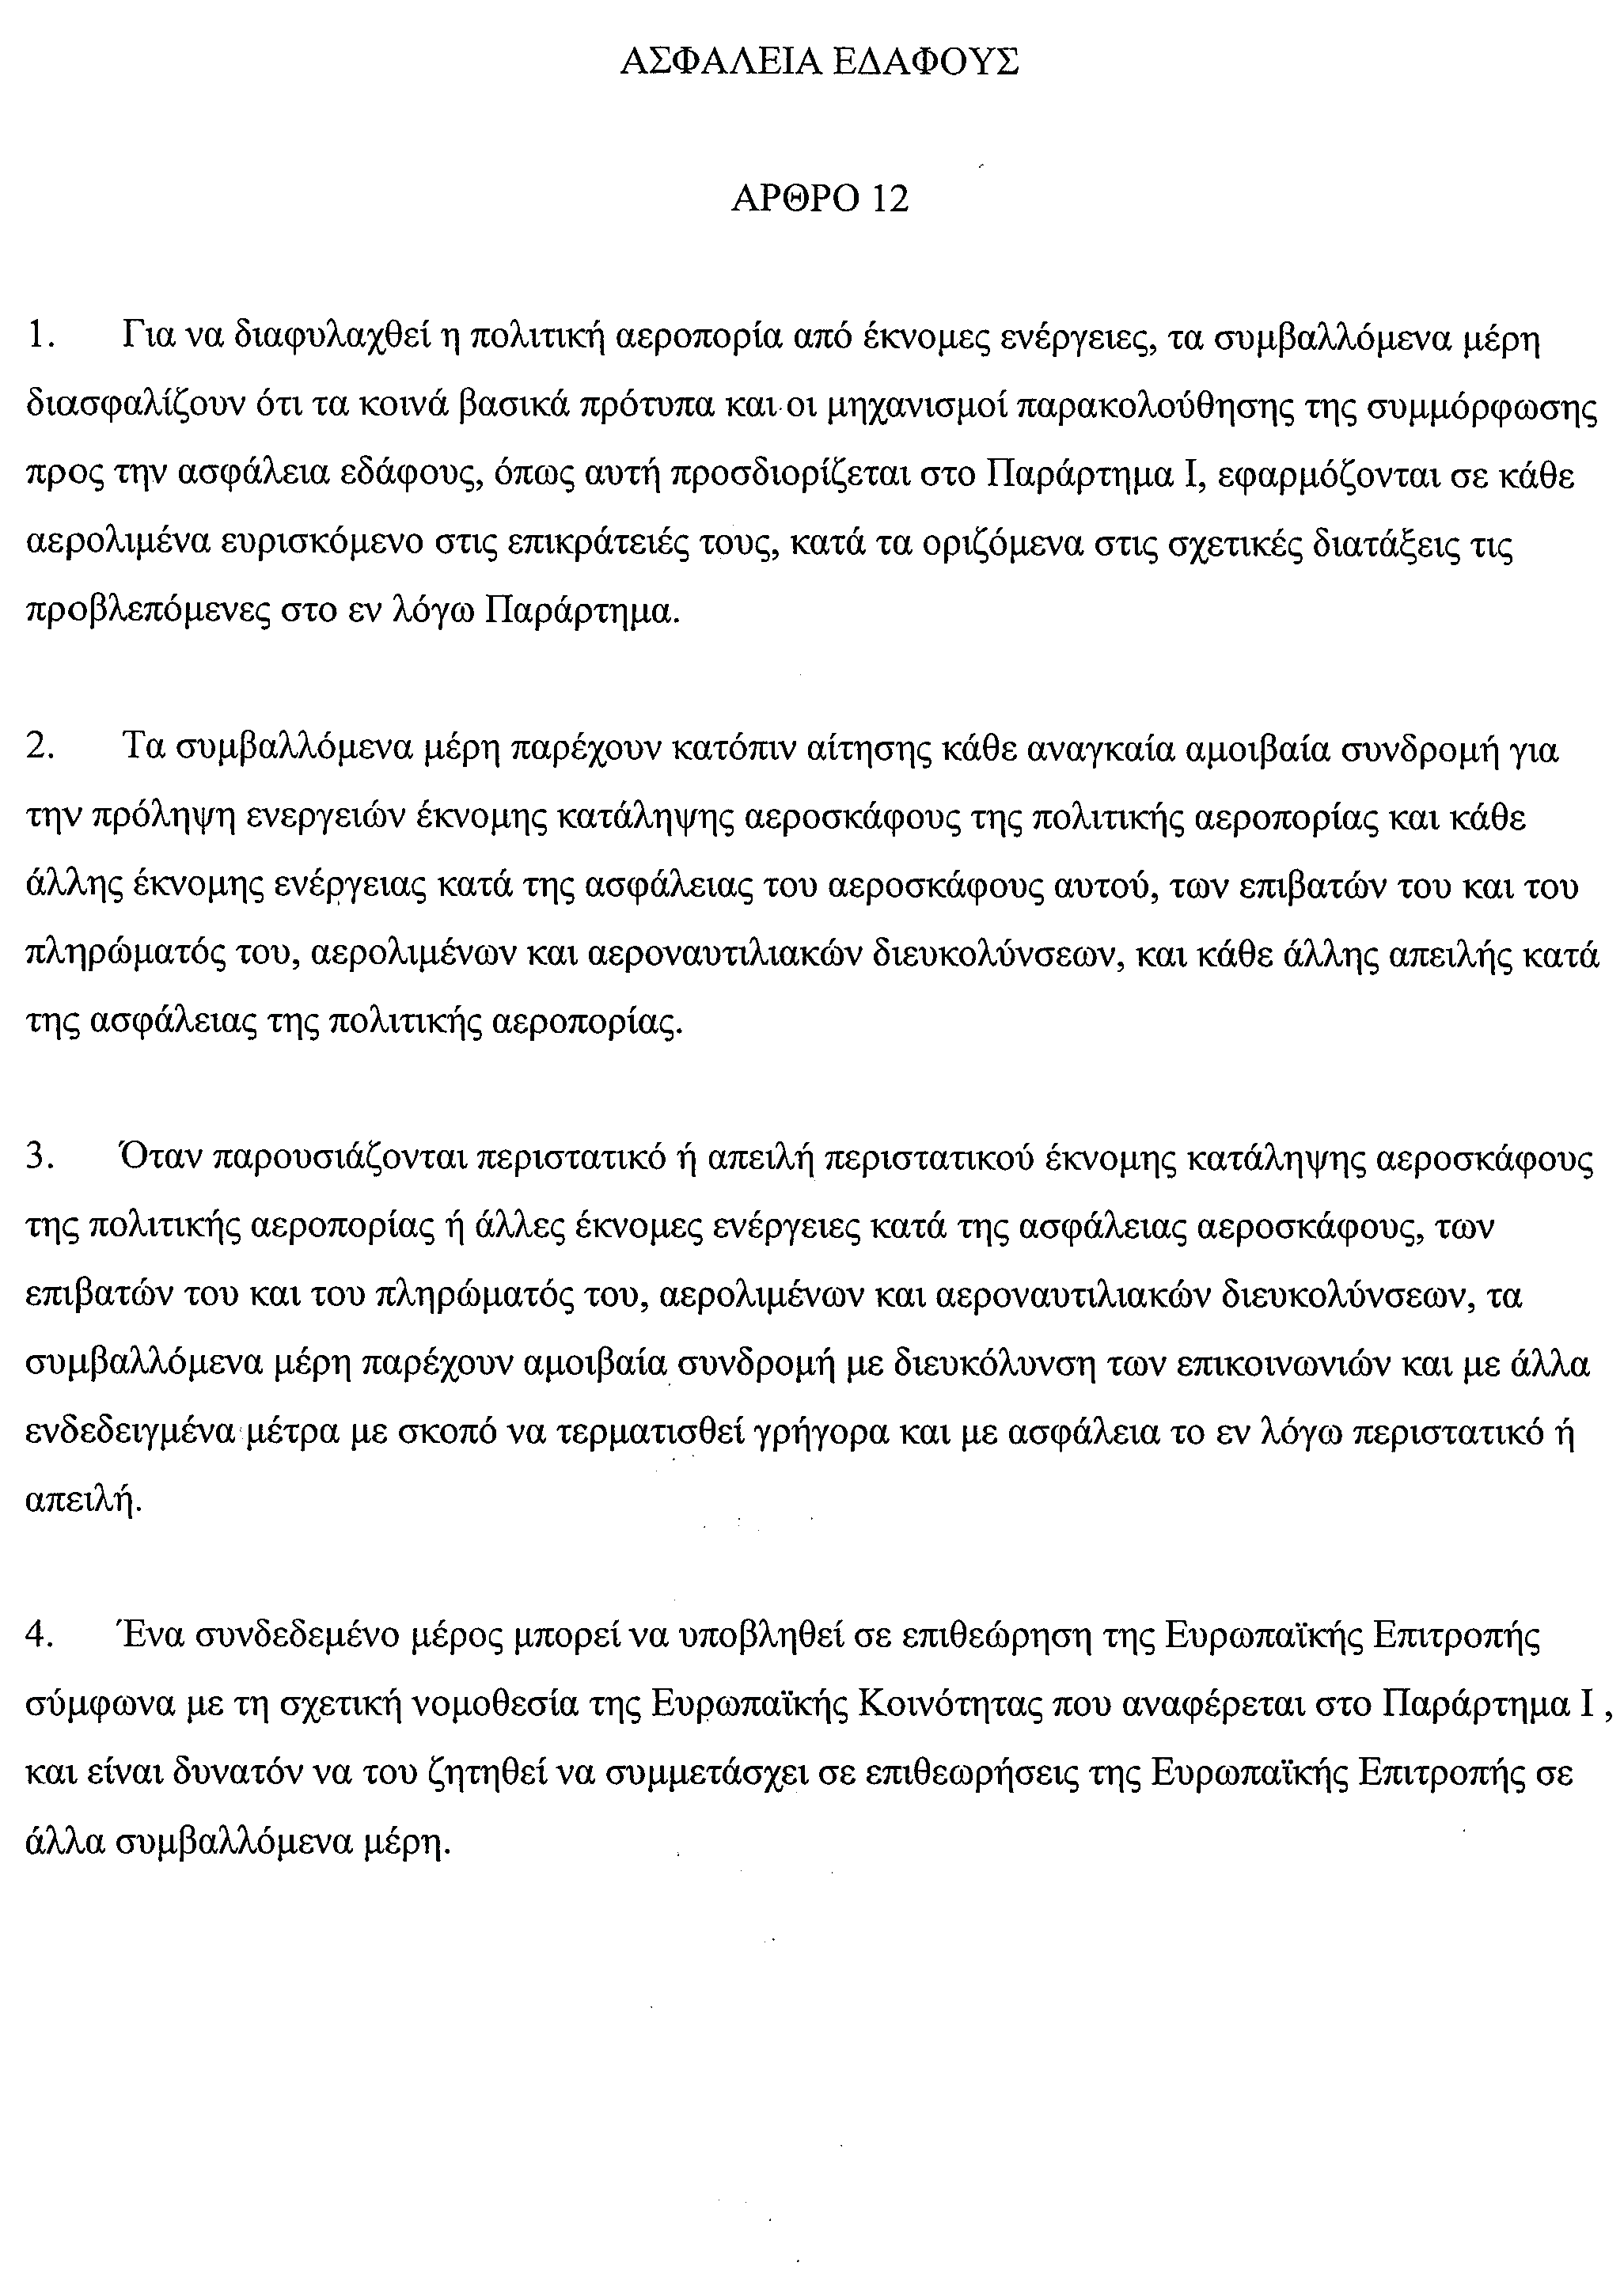 ΑΣΦΑΛΕΙΑ ΕΔΑΦΟΥΣ
ΑΡΘΡΟ 12
1. Για να διαφυλαχθεί η πολιτική αεροπορία από έκνομες ενέργειες, τα συμβαλλόμενα μέρη
διασφαλίζουν ότι τα κοινά βασικά πρότυπα και οι μηχανισμοί παρακολούθησης της συμμόρφωσης
προς την ασφάλεια εδάφους, όπως αυτή προσδιορίζεται στο Παράρτημα Ι, εφαρμόζονται σε κάθε
αερολιμένα ευρισκόμενο στις επικράτειές τους, κατά τα οριζόμενα στις σχετικές διατάξεις τις
προβλεπόμενες στο εν λόγω Παράρτημα.
2. Τα συμβαλλόμενα μέρη παρέχουν κατόπιν αίτησης κάθε αναγκαία αμοιβαία συνδρομή για
την πρόληψη ενεργειών έκνομης κατάληψης αεροσκάφους της πολιτικής αεροπορίας και κάθε
άλλης έκνομης ενέργειας κατά της ασφάλειας του αεροσκάφους αυτού, των επιβατών του και του
πληρώματός του, αερολιμένων και αεροναυτιλιακών διευκολύνσεων, και κάθε άλλης απειλής κατά
της ασφάλειας της πολιτικής αεροπορίας.
3. Όταν παρουσιάζονται περιστατικό ή απειλή περιστατικού έκνομης κατάληψης αεροσκάφους
της πολιτικής αεροπορίας ή άλλες έκνομες ενέργειες κατά της ασφάλειας αεροσκάφους, των
επιβατών του και του πληρώματός του, αερολιμένων και αεροναυτιλιακών διευκολύνσεων, τα
συμβαλλόμενα μέρη παρέχουν αμοιβαία συνδρομή με διευκόλυνση των επικοινωνιών και με άλλα
ενδεδειγμένα μέτρα με σκοπό να τερματισθεί γρήγορα και με ασφάλεια το εν λόγω περιστατικό ή
απειλή.
4. Ένα συνδεδεμένο μέρος μπορεί να υποβληθεί σε επιθεώρηση της Ευρωπαϊκής Επιτροπής
σύμφωνα με τη σχετική νομοθεσία της Ευρωπαϊκής Κοινότητας που αναφέρεται στο Παράρτημα Ι ,
και είναι δυνατόν να του ζητηθεί να συμμετάσχει σε επιθεωρήσεις της Ευρωπαϊκής Επιτροπής σε
άλλα συμβαλλόμενα μέρη.